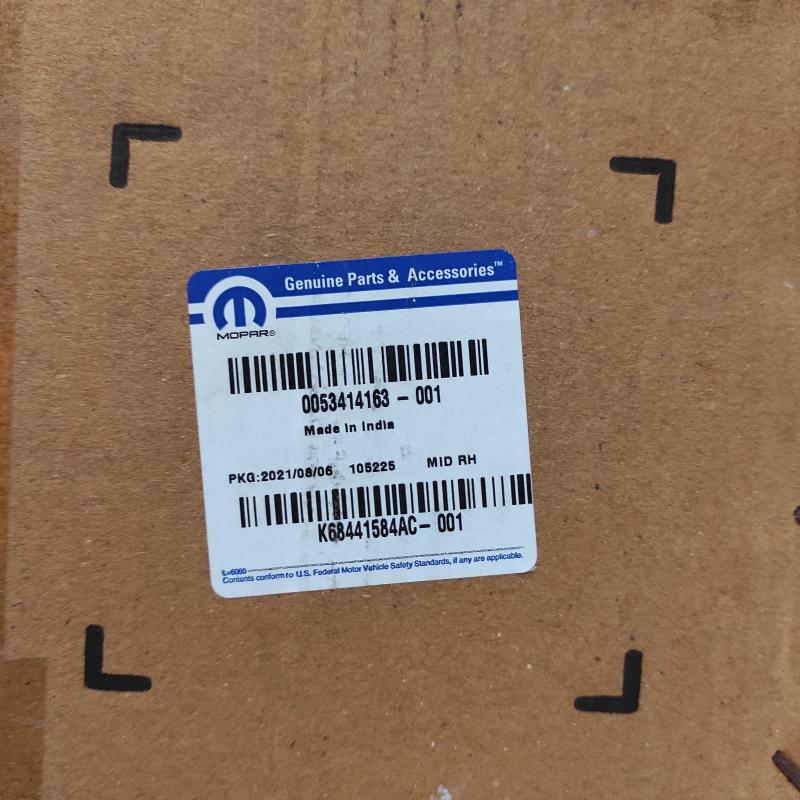 Genuine Parts & Accessories™
MOPAR®
0053414163 - 001
Made in India
PKG:2021/08/06 105225 MID RH
K68441584AC- 001
L-6060
Contents conform to U.S. Federal Motor Vehicle Safety Standards, if any are applicable.